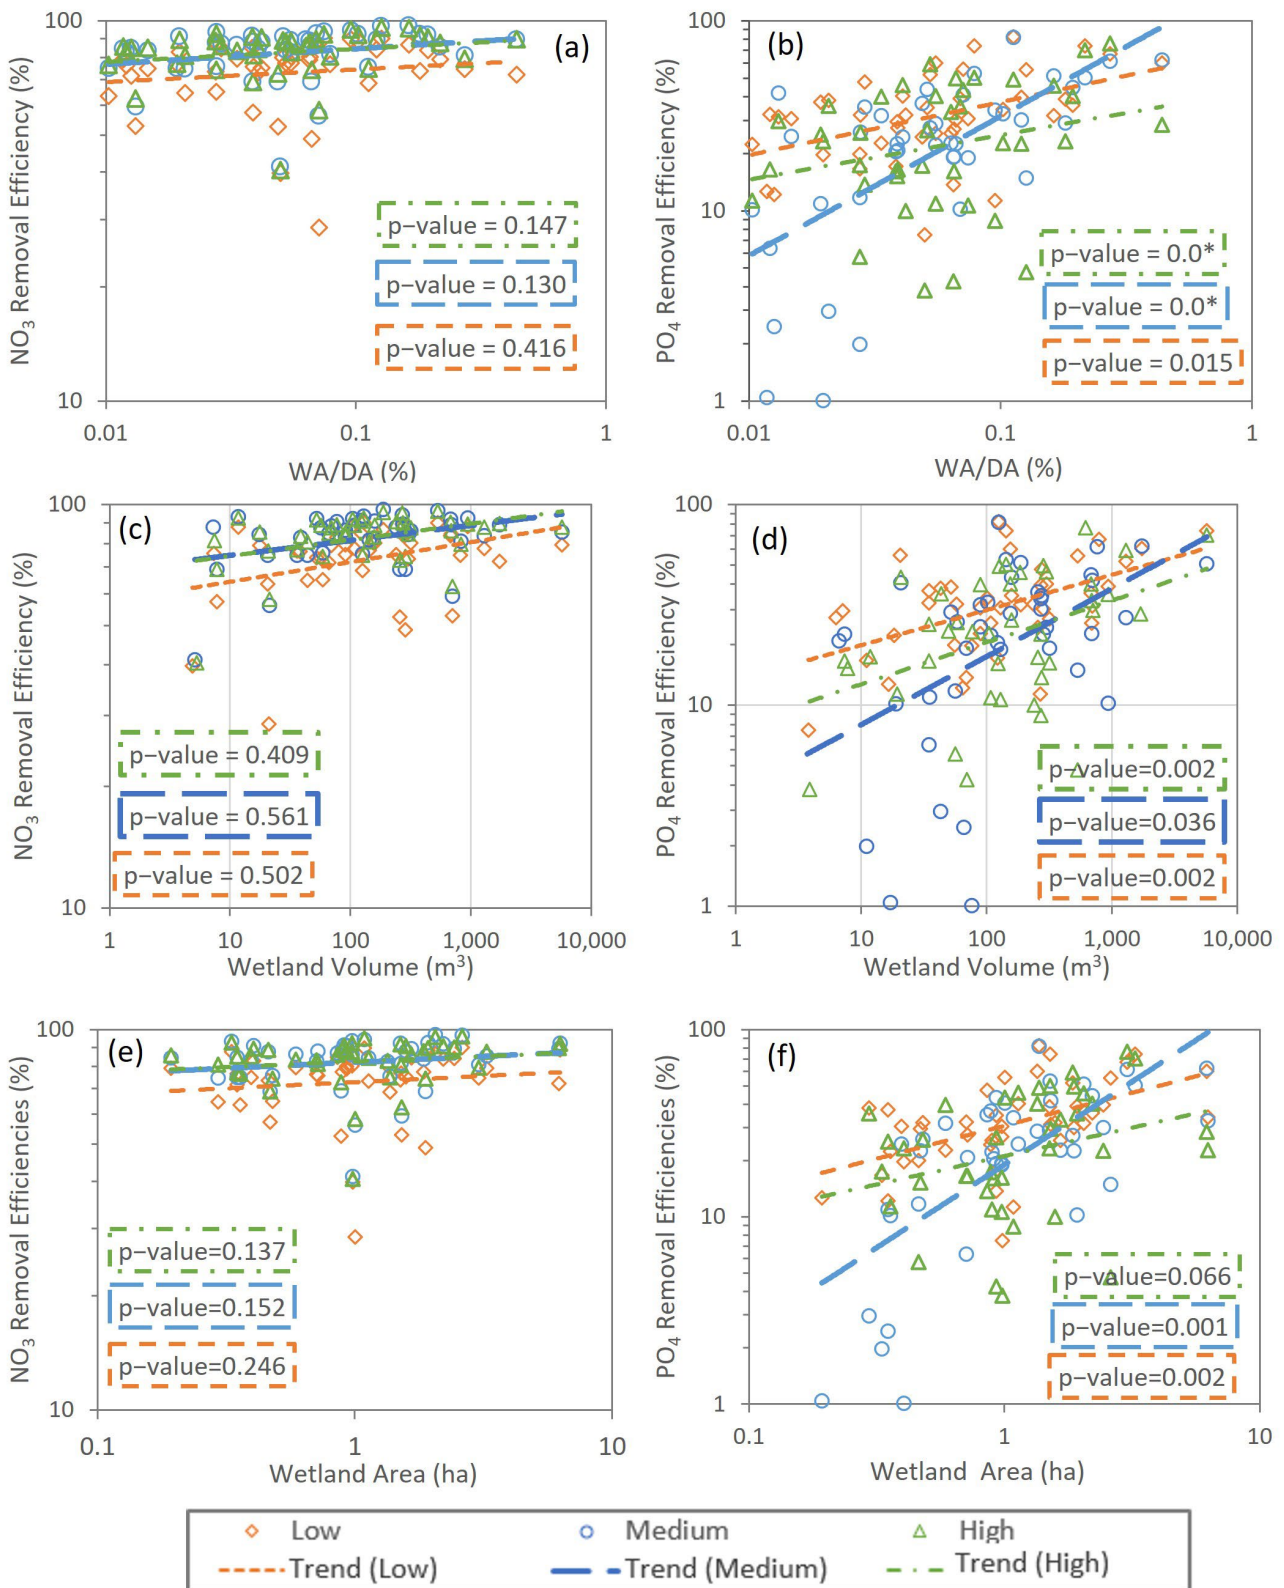 100
(a)
NO3 Removal Efficiency (%)
p−value = 0.147
p−value = 0.130
p−value = 0.416
10
0.01 0.1 1
WA/DA (%)
100
(b)
PO4 Removal Efficiency (%)
10
p−value = 0.0*
p−value = 0.0*
p−value = 0.015
1
0.01 0.1 1
WA/DA (%)
100
(c)
NO3 Removal Efficiency (%)
p−value = 0.409
p−value = 0.561
p−value = 0.502
10
1 10 100 1,000 10,000
Wetland Volume (m3)
100
(d)
PO4 Removal Efficiency (%)
10
p−value=0.002
p−value=0.036
p−value=0.002
1
1 10 100 1,000 10,000
Wetland Volume (m3)
100
(e)
NO3 Removal Efficiencies (%)
p−value=0.137
p−value=0.152
p−value=0.246
10
0.1 1 10
Wetland Area (ha)
100
(f)
PO4 Removal Efficiencies (%)
10
p−value=0.066
p−value=0.001
p−value=0.002
1
0.1 1 10
Wetland Area (ha)
Low Medium High
Trend (Low) Trend (Medium) Trend (High)